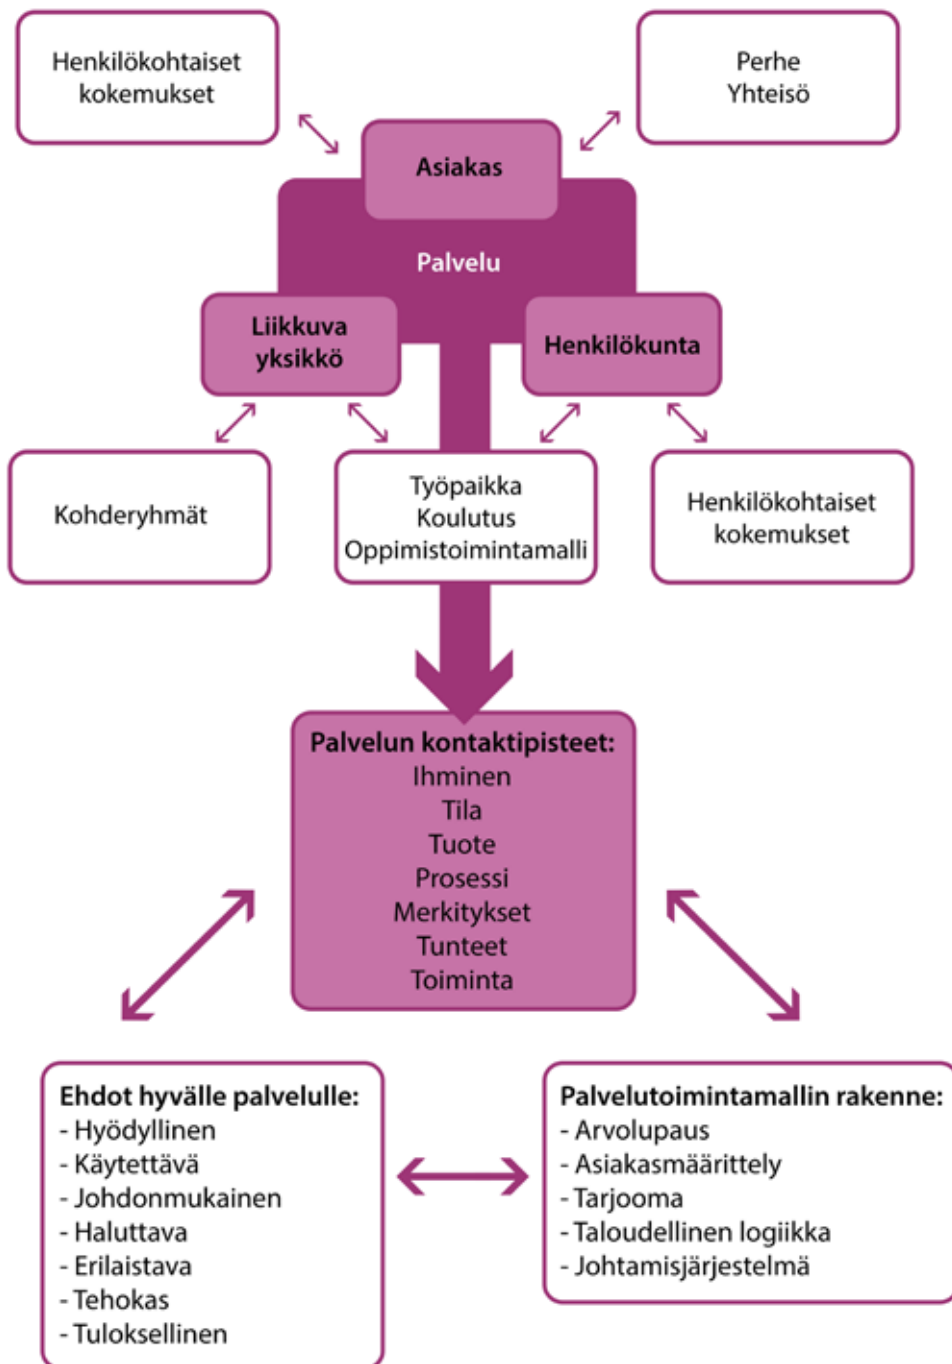 Henkilökohtaiset
kokemukset
Perhe
Yhteisö
Asiakas
Palvelu
Liikkuva
yksikkö
Henkilökunta
Kohderyhmät
Työpaikka
Koulutus
Oppimistoimintamalli
Henkilökohtaiset
kokemukset
Palvelun kontaktipisteet:
Ihminen
Tila
Tuote
Prosessi
Merkitykset
Tunteet
Toiminta
Ehdot hyvälle palvelulle:
- Hyödyllinen
- Käytettävä
- Johdonmukainen
- Haluttava
- Erilaistava
- Tehokas
- Tuloksellinen
Palvelutoimintamallin rakenne:
- Arvolupaus
- Asiakasmäärittely
- Tarjooma
- Taloudellinen logiikka
- Johtamisjärjestelmä